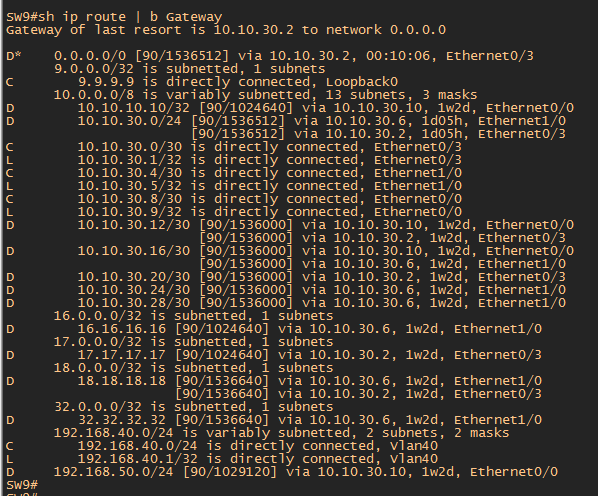 SW9#sh ip route | b Gateway
Gateway of last resort is 10.10.30.2 to network 0.0.0.0
D*    0.0.0.0/0 [90/1536512] via 10.10.30.2, 00:10:06, Ethernet0/3
      9.0.0.0/32 is subnetted, 1 subnets
C        9.9.9.9 is directly connected, Loopback0
      10.0.0.0/8 is variably subnetted, 13 subnets, 3 masks
D        10.10.10.10/32 [90/1024640] via 10.10.30.10, 1w2d, Ethernet0/0
D        10.10.30.0/24 [90/1536512] via 10.10.30.6, 1d05h, Ethernet1/0
                       [90/1536512] via 10.10.30.2, 1d05h, Ethernet0/3
C        10.10.30.0/30 is directly connected, Ethernet0/3
L        10.10.30.1/32 is directly connected, Ethernet0/3
C        10.10.30.4/30 is directly connected, Ethernet1/0
L        10.10.30.5/32 is directly connected, Ethernet1/0
C        10.10.30.8/30 is directly connected, Ethernet0/0
L        10.10.30.9/32 is directly connected, Ethernet0/0
D        10.10.30.12/30 [90/1536000] via 10.10.30.10, 1w2d, Ethernet0/0
                        [90/1536000] via 10.10.30.2, 1w2d, Ethernet0/3
D        10.10.30.16/30 [90/1536000] via 10.10.30.10, 1w2d, Ethernet0/0
                        [90/1536000] via 10.10.30.6, 1w2d, Ethernet1/0
D        10.10.30.20/30 [90/1536000] via 10.10.30.2, 1w2d, Ethernet0/3
D        10.10.30.24/30 [90/1536000] via 10.10.30.6, 1w2d, Ethernet1/0
D        10.10.30.28/30 [90/1536000] via 10.10.30.6, 1w2d, Ethernet1/0
      16.0.0.0/32 is subnetted, 1 subnets
D        16.16.16.16 [90/1024640] via 10.10.30.6, 1w2d, Ethernet1/0
      17.0.0.0/32 is subnetted, 1 subnets
D        17.17.17.17 [90/1024640] via 10.10.30.2, 1w2d, Ethernet0/3
      18.0.0.0/32 is subnetted, 1 subnets
D        18.18.18.18 [90/1536640] via 10.10.30.6, 1w2d, Ethernet1/0
                     [90/1536640] via 10.10.30.2, 1w2d, Ethernet0/3
      32.0.0.0/32 is subnetted, 1 subnets
D        32.32.32.32 [90/1536640] via 10.10.30.6, 1w2d, Ethernet1/0
      192.168.40.0/24 is variably subnetted, 2 subnets, 2 masks
C        192.168.40.0/24 is directly connected, Vlan40
L        192.168.40.1/32 is directly connected, Vlan40
D     192.168.50.0/24 [90/1029120] via 10.10.30.10, 1w2d, Ethernet0/0
SW9#
SW9#